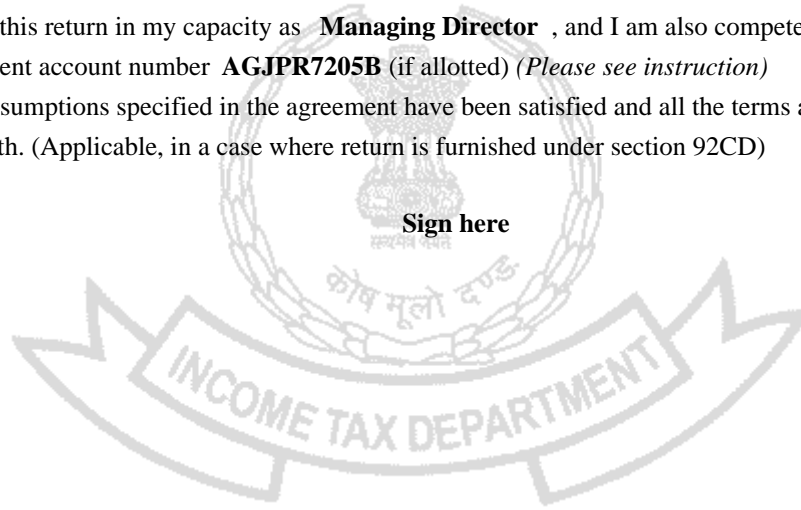 this return in my capacity as Managing Director , and I am also compete
ent account number AGJPR7205B (if allotted) (Please see instruction)
sumptions specified in the agreement have been satisfied and all the terms a
th. (Applicable, in a case where return is furnished under section 92CD)
Sign here
सत्यमेव जयते
कोष मूलो दण्डः
INCOME TAX DEPARTMENT